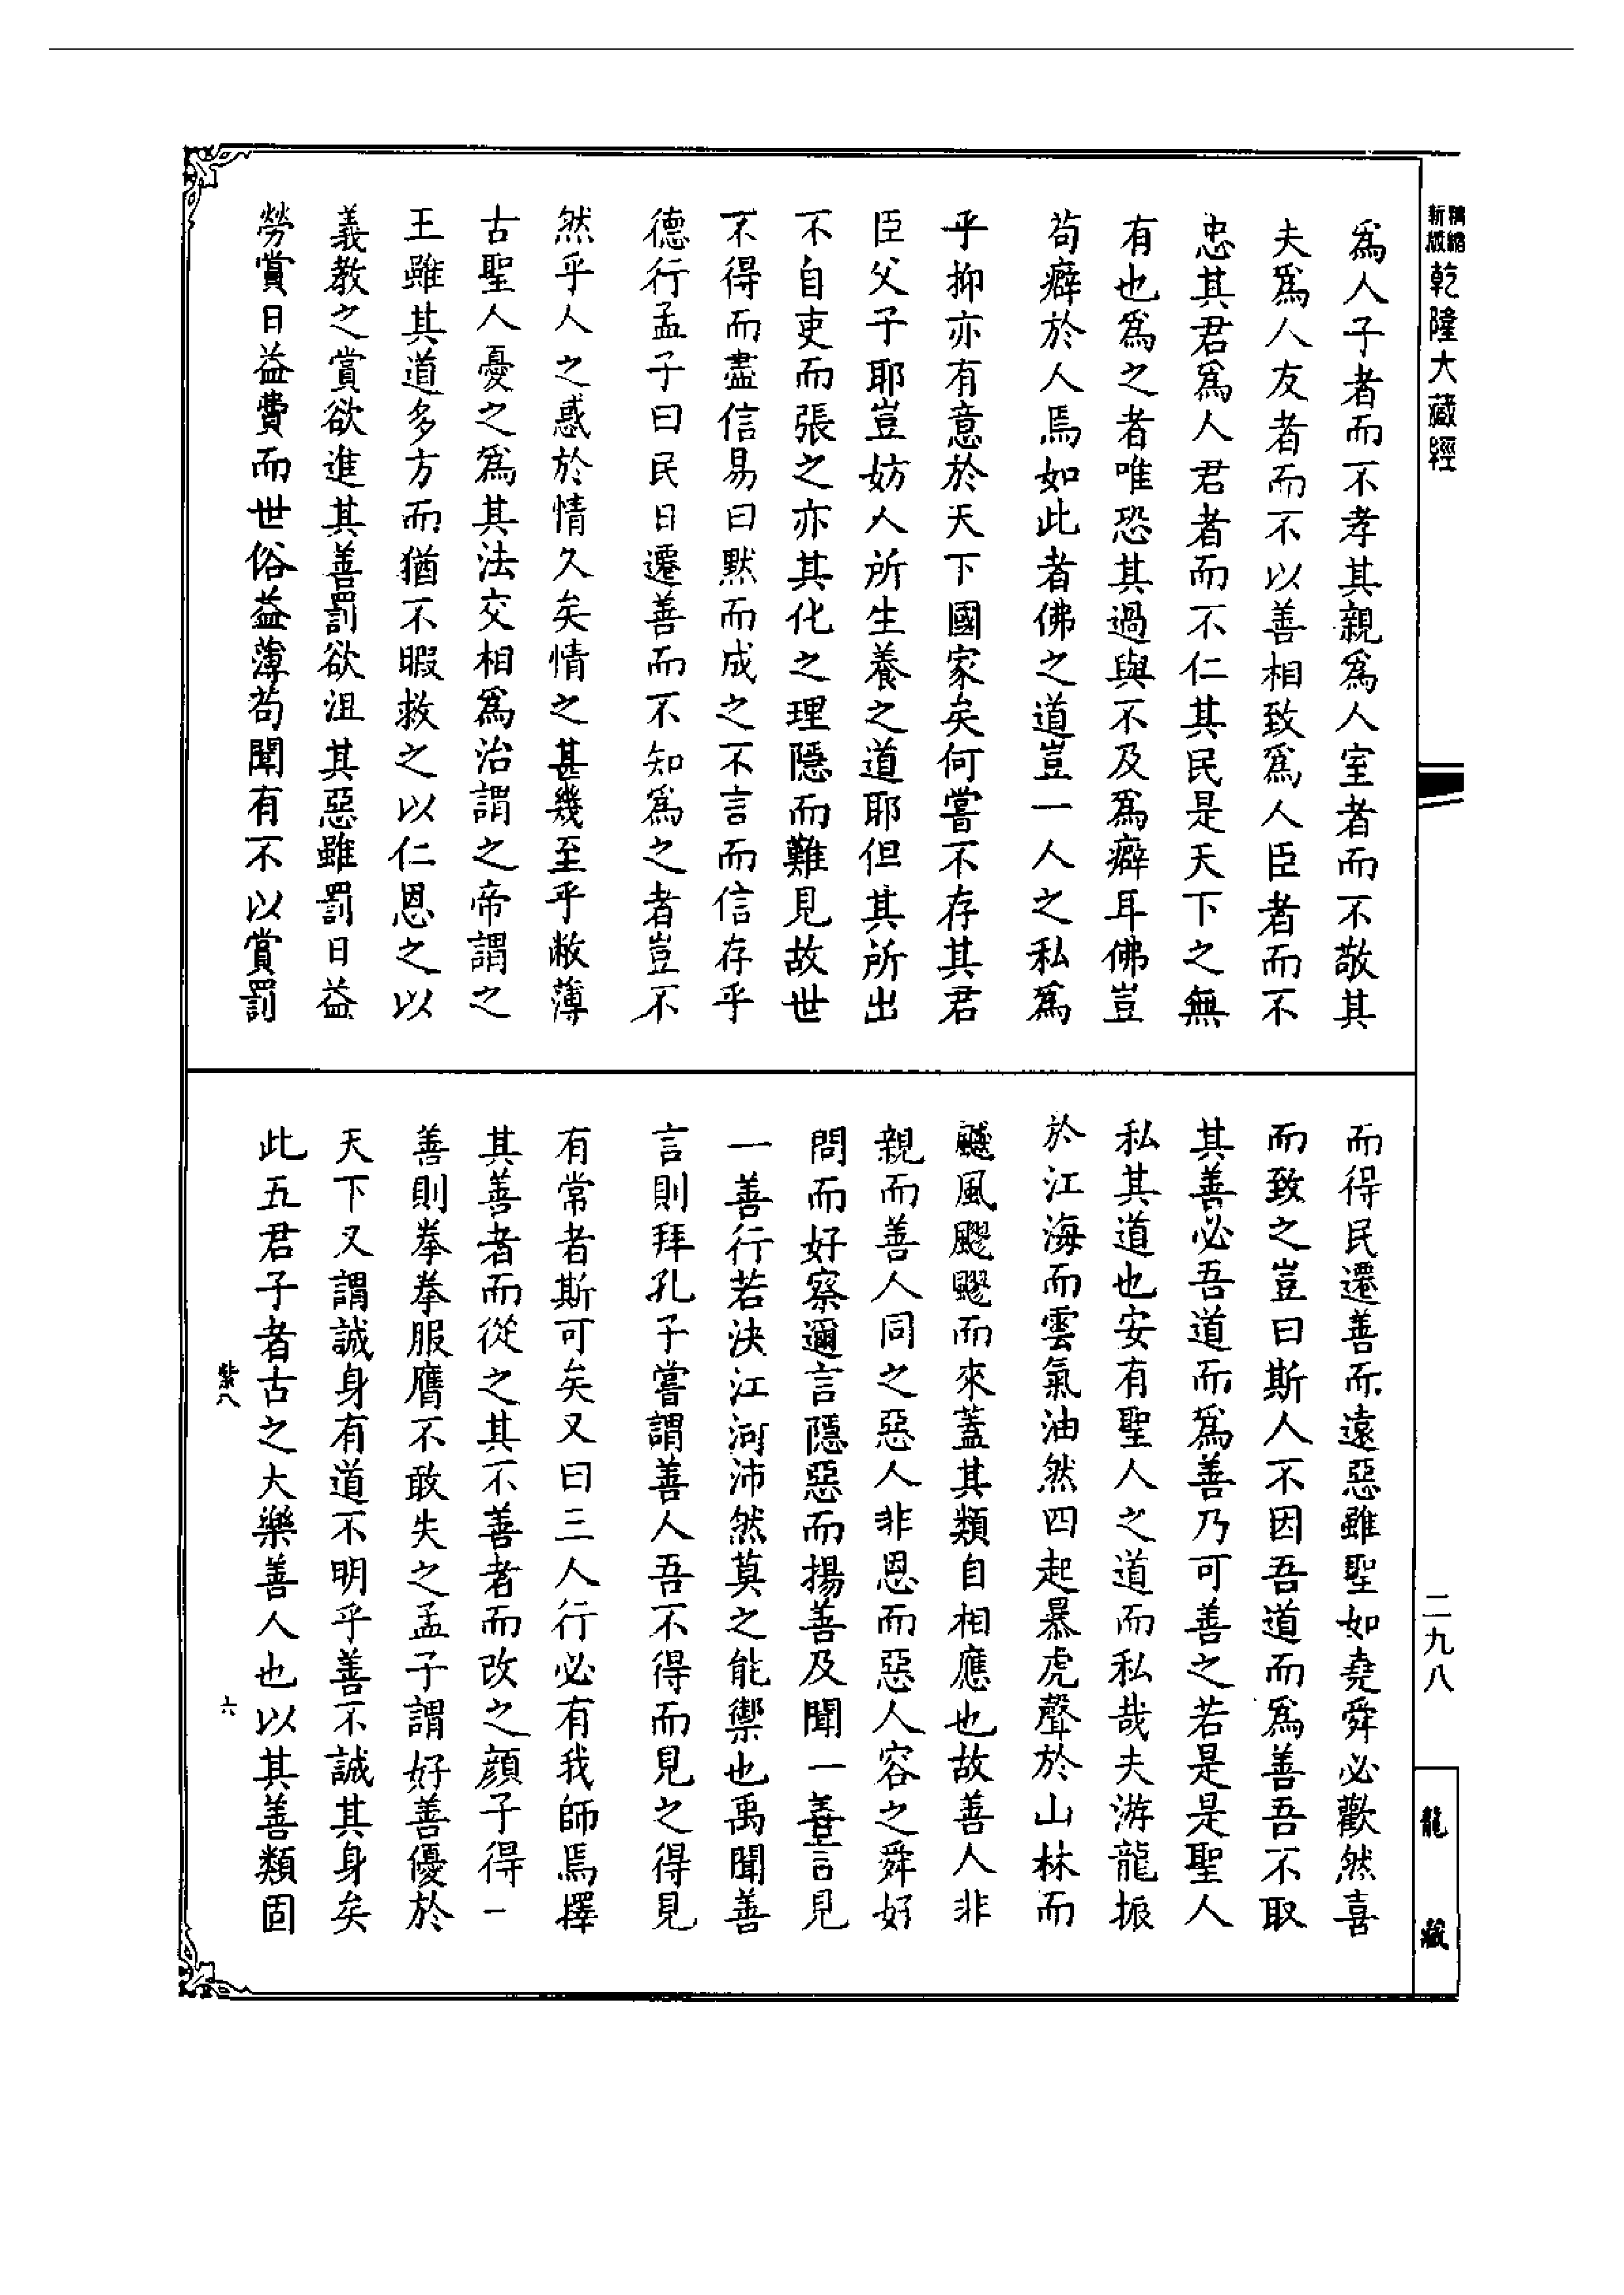 精縮新版乾隆大藏經
為人子者而不孝其親為人室者而不敬其
夫為人友者而不以善相致為人臣者而不
忠其君為人君者而不仁其民是天下之無
有也為之者唯恐其過與不及為癖耳佛豈
苟癖於人焉如此者佛之道豈一人之私為
乎抑亦有意於天下國家矣何嘗不存其君
臣父子耶豈妨人所生養之道耶但其所出
不自吏而張之亦其化之理隱而難見故世
不得而盡信易曰默而成之不言而信存乎
德行孟子曰民日遷善而不知為之者豈不
然乎人之惑於情久矣情之甚幾至乎敝薄
古聖人憂之為其法交相為治謂之帝謂之
王雖其道多方而猶不暇救之以仁恩之以
義教之賞欲進其善罰欲沮其惡雖罰日益
勞賞日益費而世俗益薄苟聞有不以賞罰
二九八
龍藏
而得民遷善而遠惡雖聖如堯舜必歡然喜
而致之豈曰斯人不因吾道而為善吾不取
其善必吾道而為善乃可善之若是是聖人
私其道也安有聖人之道而私哉夫游龍振
於江海而雲氣油然四起暴虎聲於山林而
飈風飂飂而來蓋其類自相應也故善人非
親而善人同之惡人非恩而惡人容之舜好
問而好察邇言隱惡而揚善及聞一善言見
一善行若決江河沛然莫之能禦也禹聞善
言則拜孔子嘗謂善人吾不得而見之得見
有常者斯可矣又曰三人行必有我師焉擇
其善者而從之其不善者而改之顏子得一
善則拳拳服膺不敢失之孟子謂好善優於
天下又謂誠身有道不明乎善不誠其身矣
此五君子者古之大樂善人也以其善類固
紫八
六